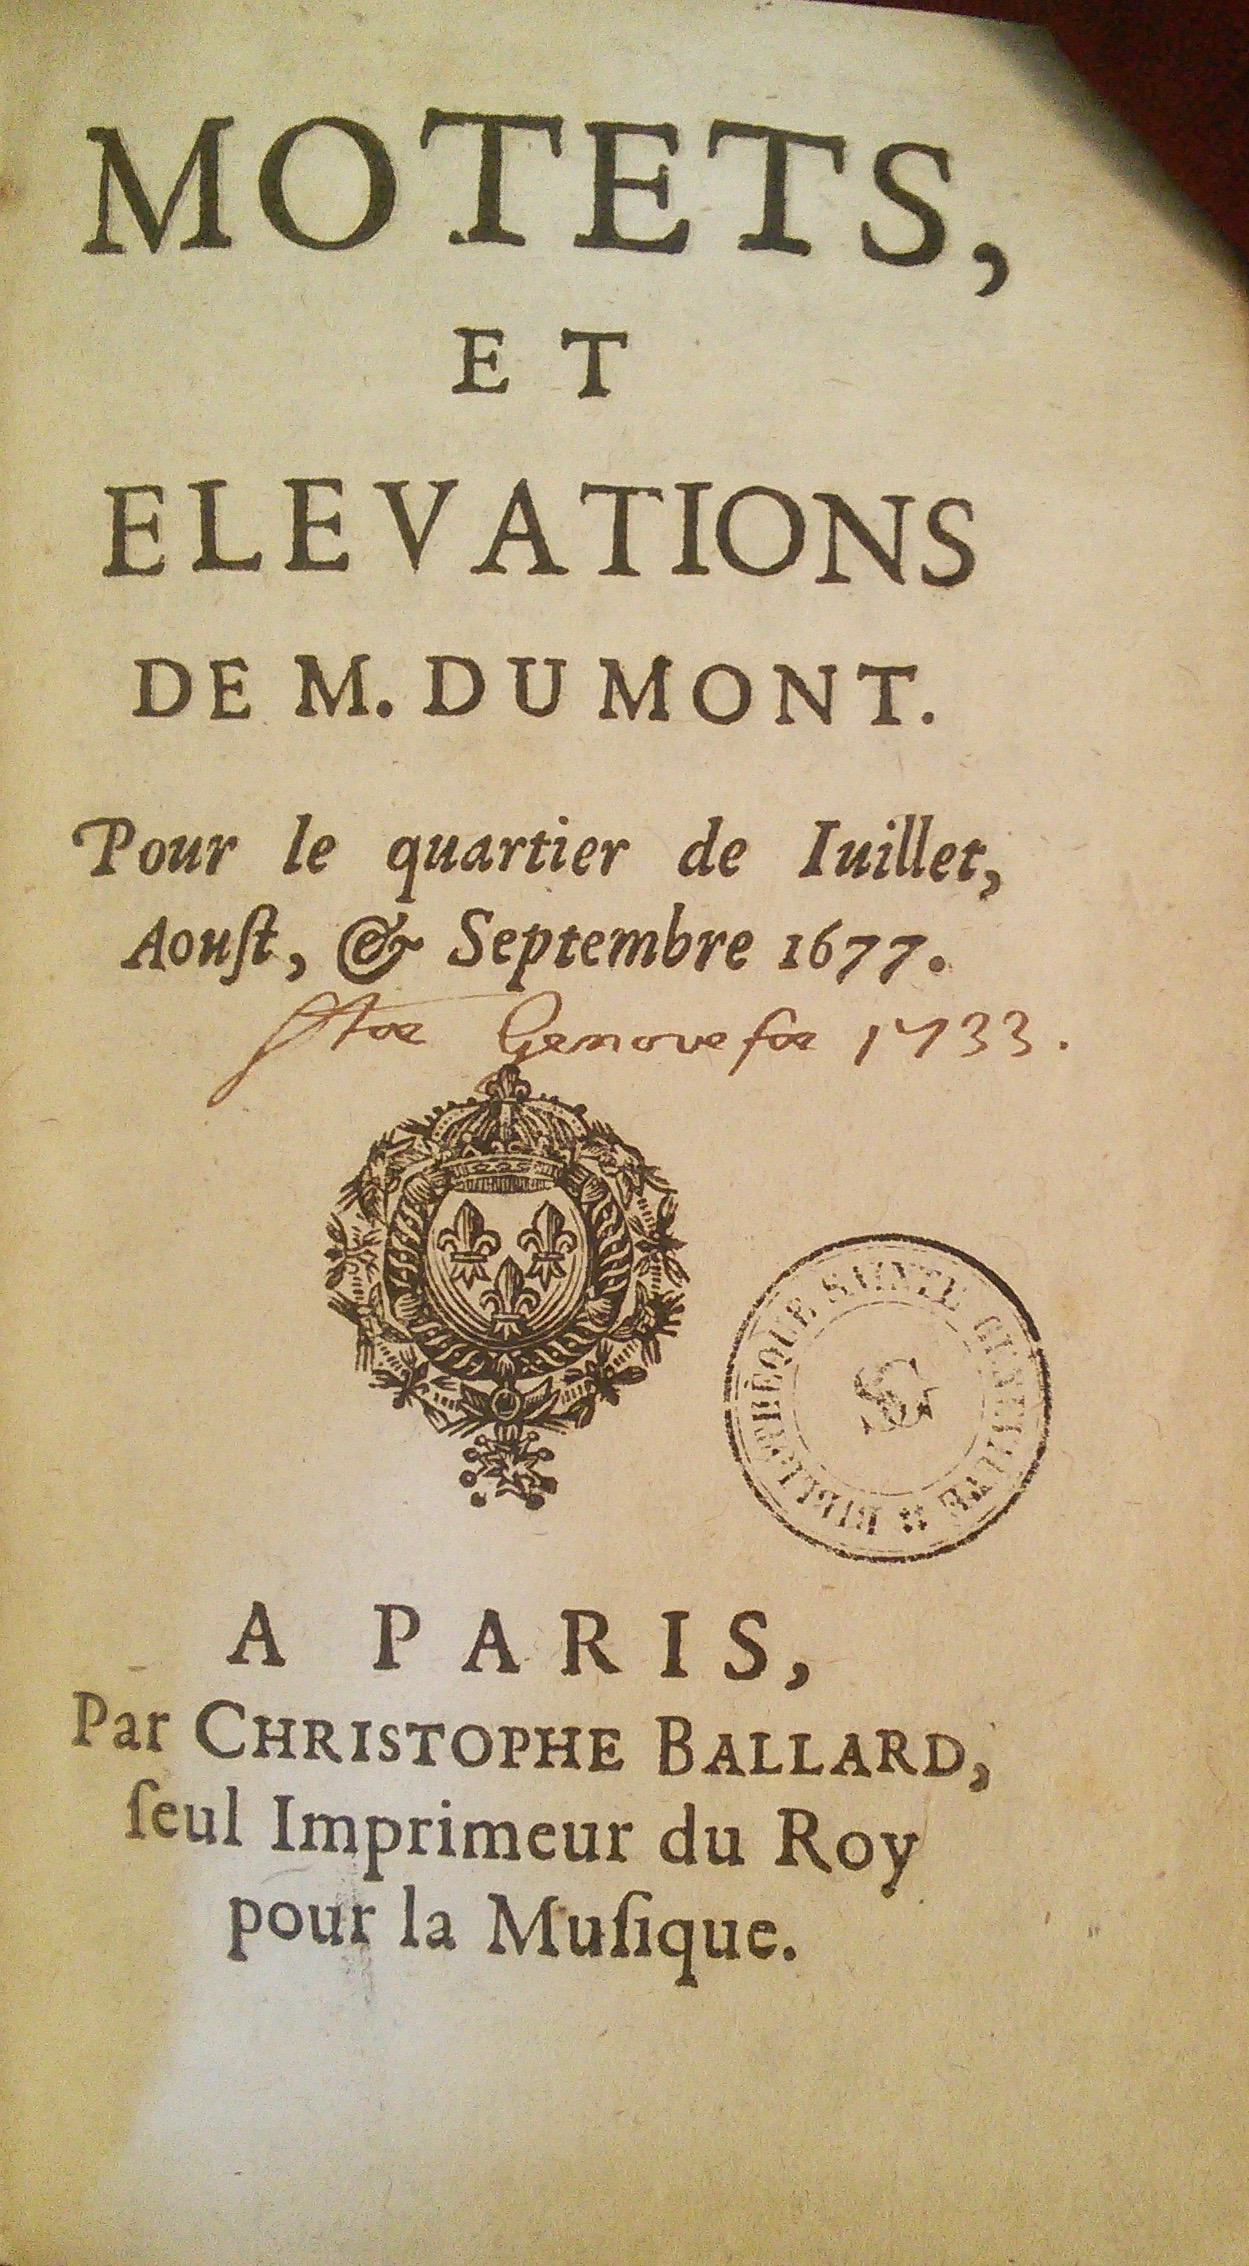 MOTETS,
ET
ELEVATIONS
DE M. DUMONT.
Pour le quartier de Iuillet,
Aouſt, & Septembre 1677.
Stae Genovefae 1733.
BIBLIOTHÈQUE SAINTE GENEVIEVE
SG
A PARIS,
Par CHRISTOPHE BALLARD,
ſeul Imprimeur du Roy
pour la Muſique.